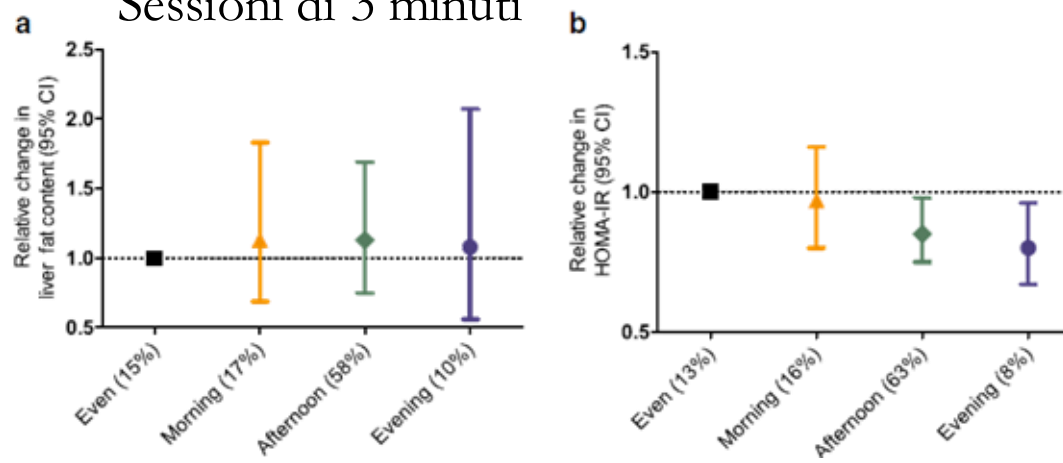 Sessioni di 3 minuti
a
2.5
2.0
1.5
1.0
0.5
Relative change in
liver fat content (95% CI)
Even (15%)
Morning (17%)
Afternoon (58%)
Evening (10%)
b
1.5
1.0
0.5
Relative change in
HOMA-IR (95% CI)
Even (13%)
Morning (16%)
Afternoon (63%)
Evening (8%)